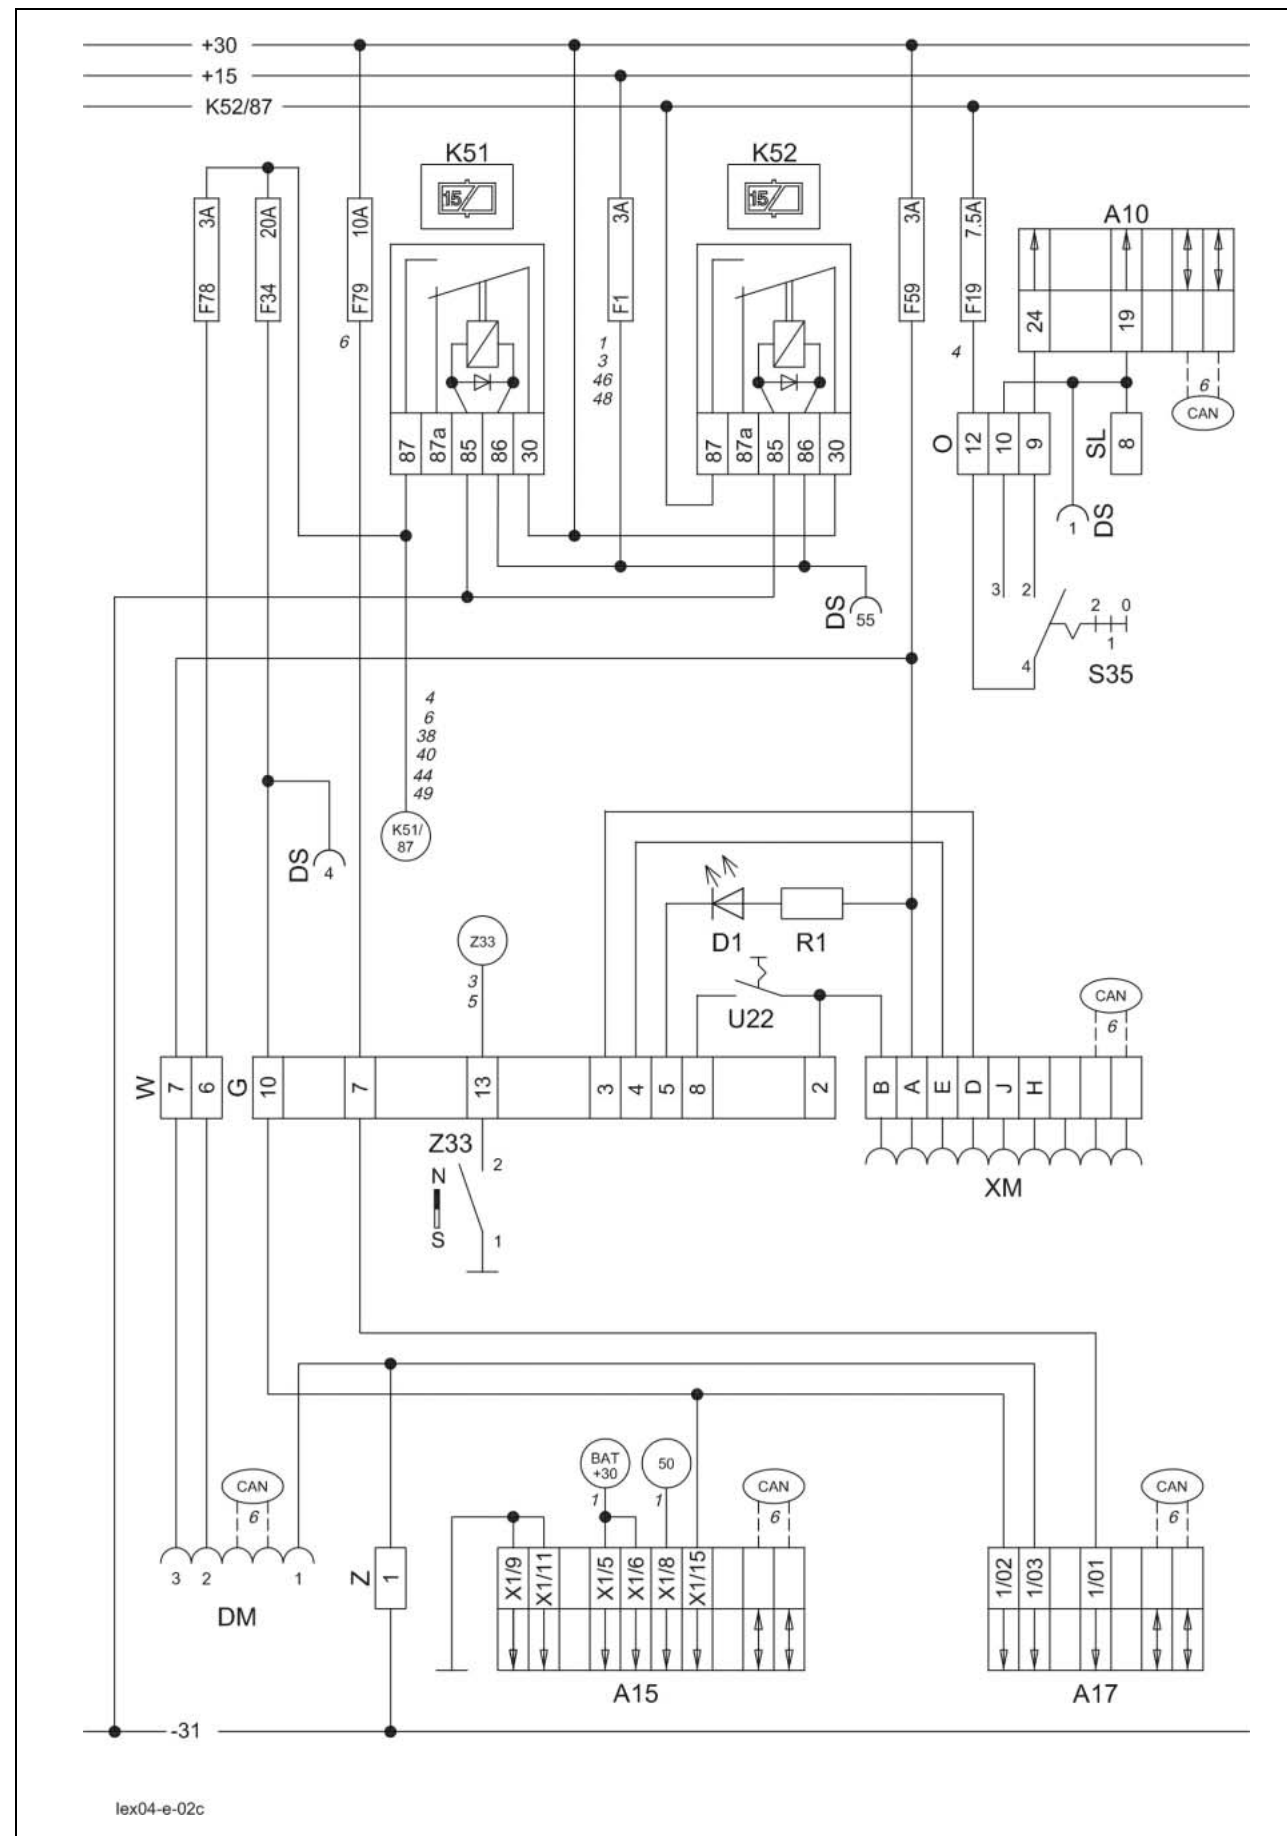 +30
+15
K52/87
K51
K52
15
15
A10
3A
20A
10A
3A
3A
7.5A
F78
F34
F79
F1
F59
F19
24
19
6
1
3
46
48
4
6
CAN
87
87a
85
86
30
87
87a
85
86
30
O
12
10
9
SL
8
DS
1
DS
55
3
2
2
0
1
4
S35
4
6
38
40
44
49
K51/
87
DS
4
D1
R1
Z33
3
5
U22
CAN
6
W
7
6
G
10
7
13
3
4
5
8
2
B
A
E
D
J
H
XM
Z33
2
N
S
1
BAT
+30
50
CAN
CAN
CAN
1
1
6
6
6
3
2
1
DM
Z
1
X1/9
X1/11
X1/5
X1/6
X1/8
X1/15
A15
1/02
1/03
1/01
A17
-31
lex04-e-02c